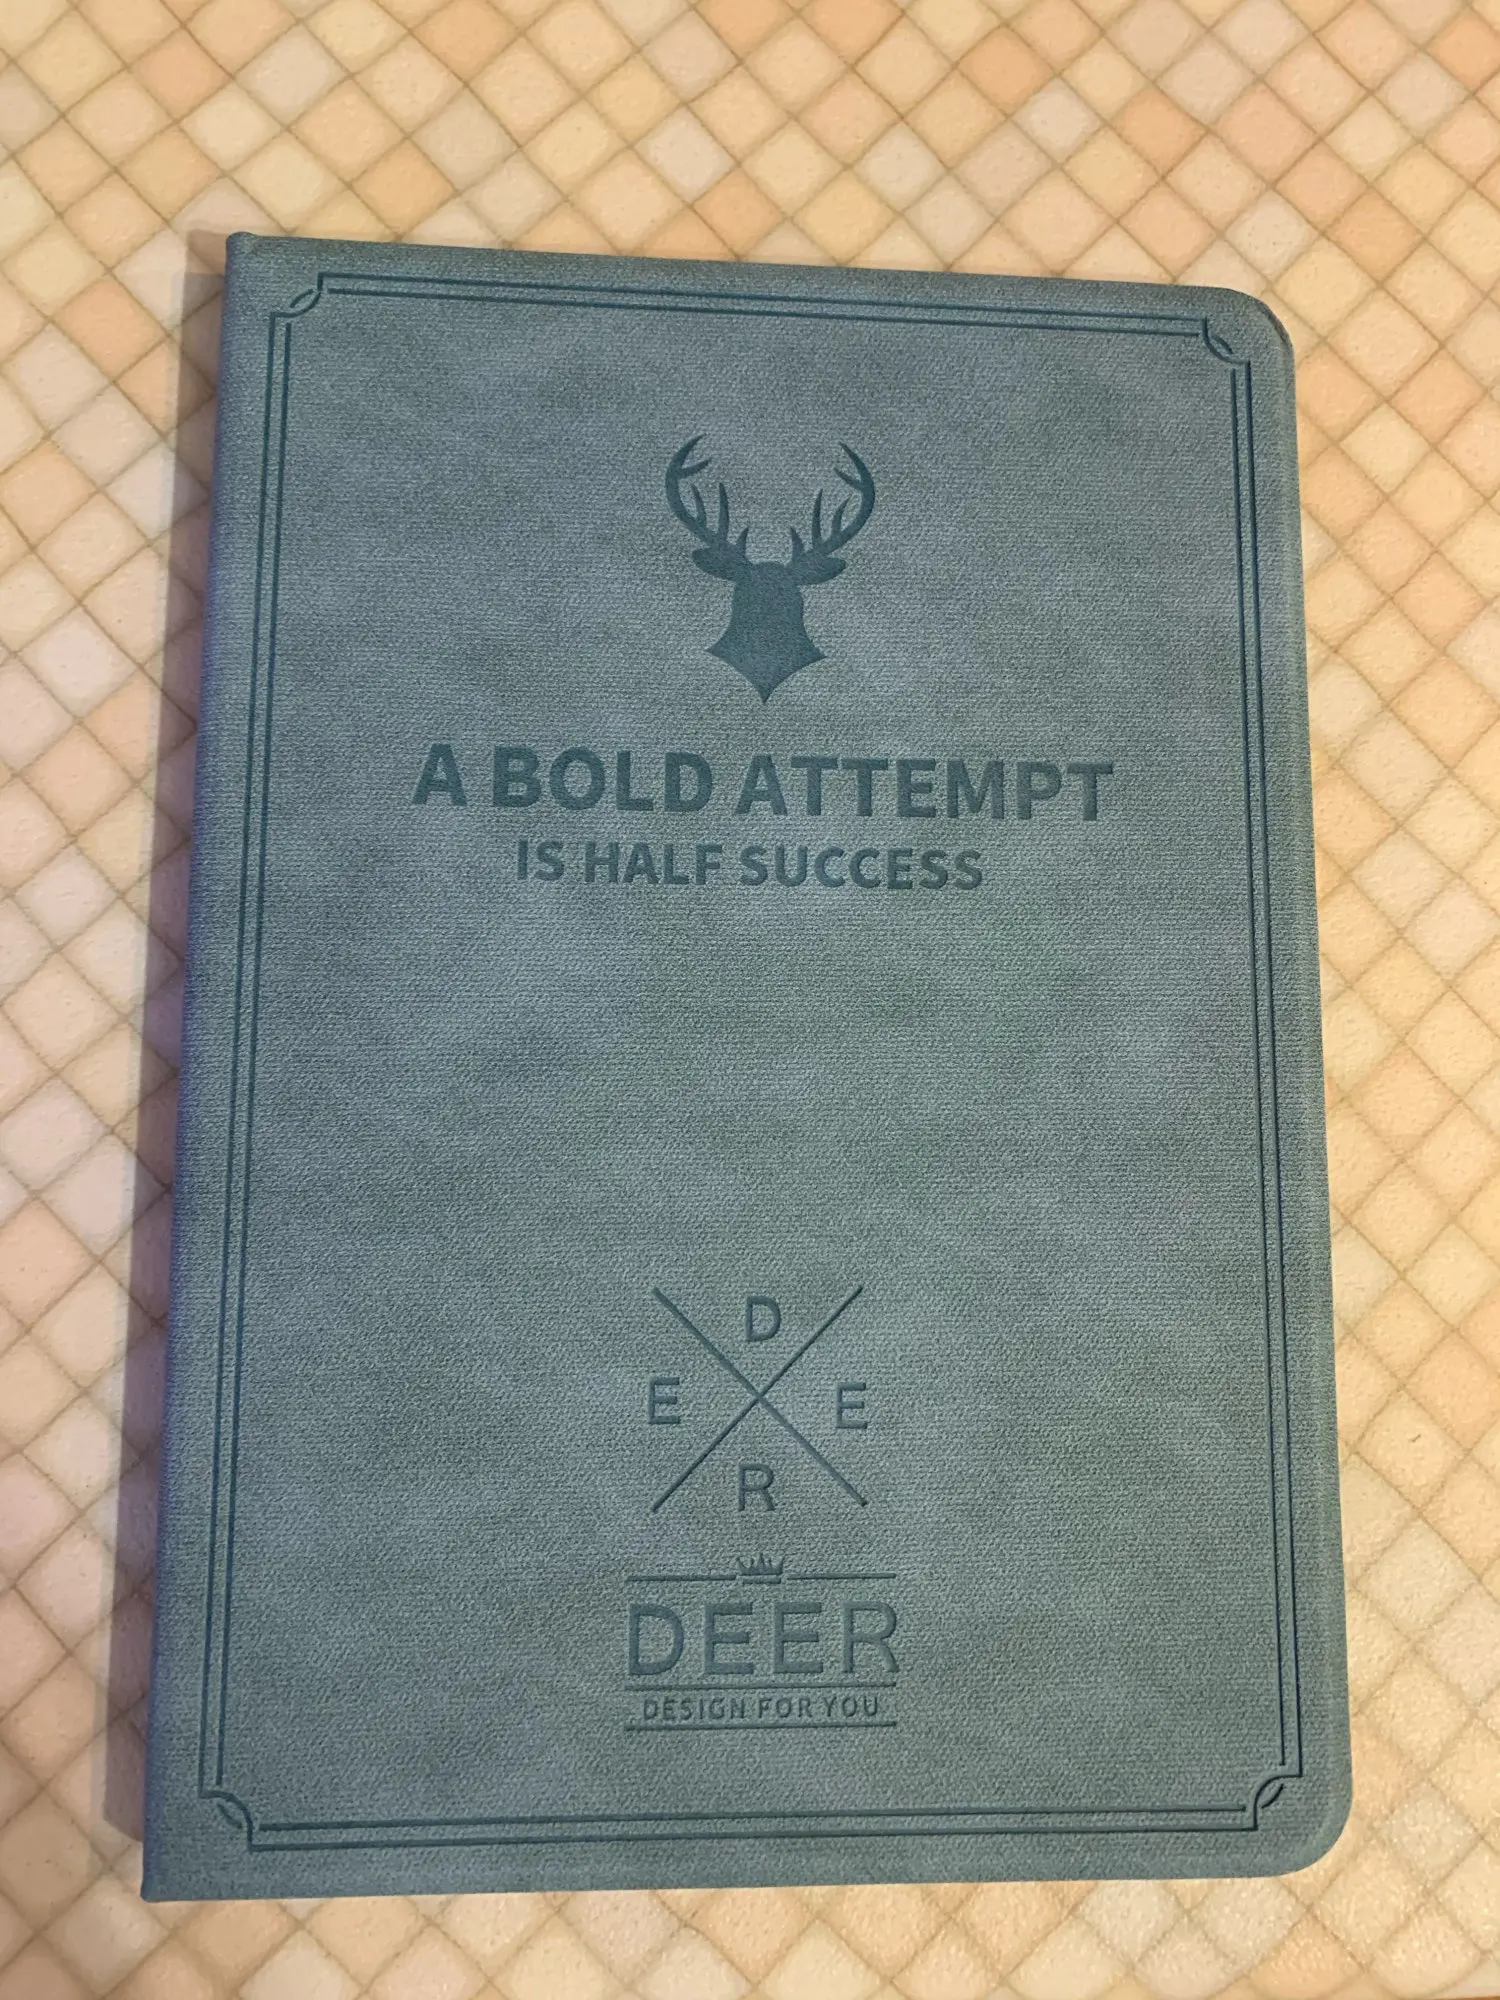 A BOLD ATTEMPT
IS HALF SUCCESS
D
E E
R
DEER
DESIGN FOR YOU